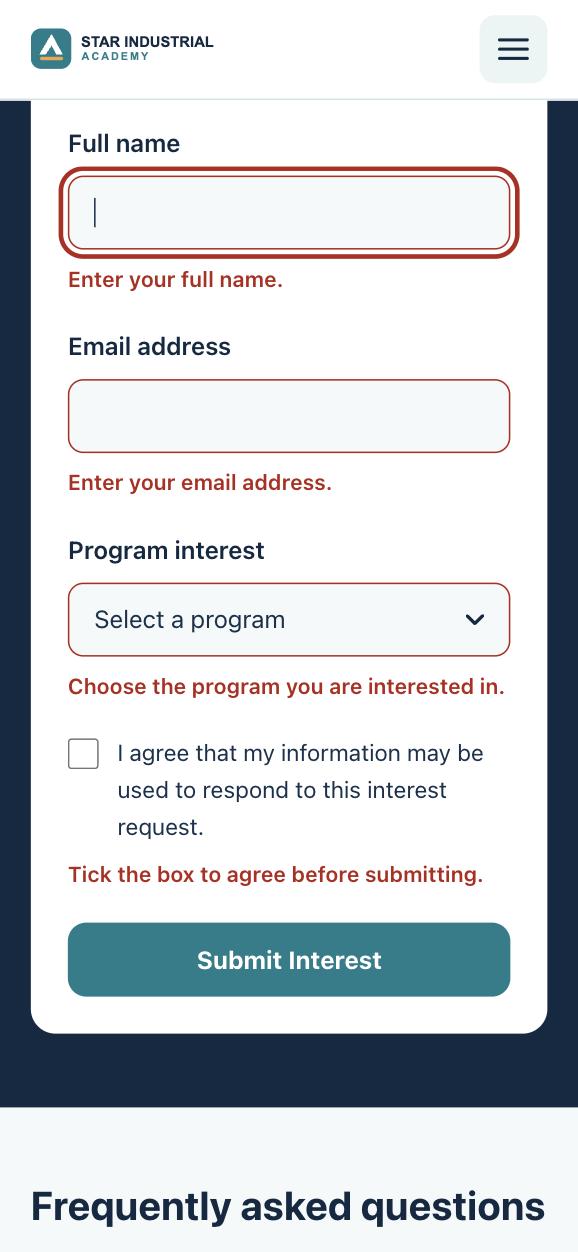 STAR INDUSTRIAL
ACADEMY
Full name
Enter your full name.
Email address
Enter your email address.
Program interest
Select a program
Choose the program you are interested in.
I agree that my information may be
used to respond to this interest
request.
Tick the box to agree before submitting.
Submit Interest
Frequently asked questions